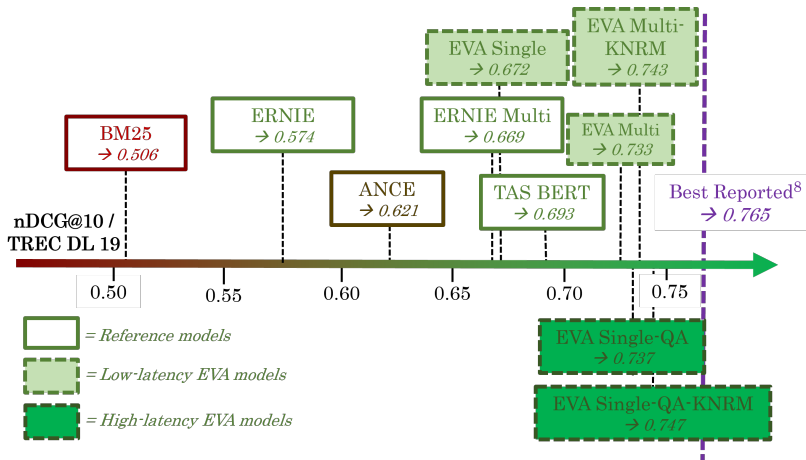 EVA Single
→ 0.672
EVA Multi-
KNRM
→ 0.743
BM25
→ 0.506
ERNIE
→ 0.574
ERNIE Multi
→ 0.669
EVA Multi
→ 0.733
ANCE
→ 0.621
TAS BERT
→ 0.693
Best Reported⁸
→ 0.765
nDCG@10 /
TREC DL 19
0.50
0.55
0.60
0.65
0.70
0.75
= Reference models
= Low-latency EVA models
= High-latency EVA models
EVA Single-QA
→ 0.737
EVA Single-QA-KNRM
→ 0.747